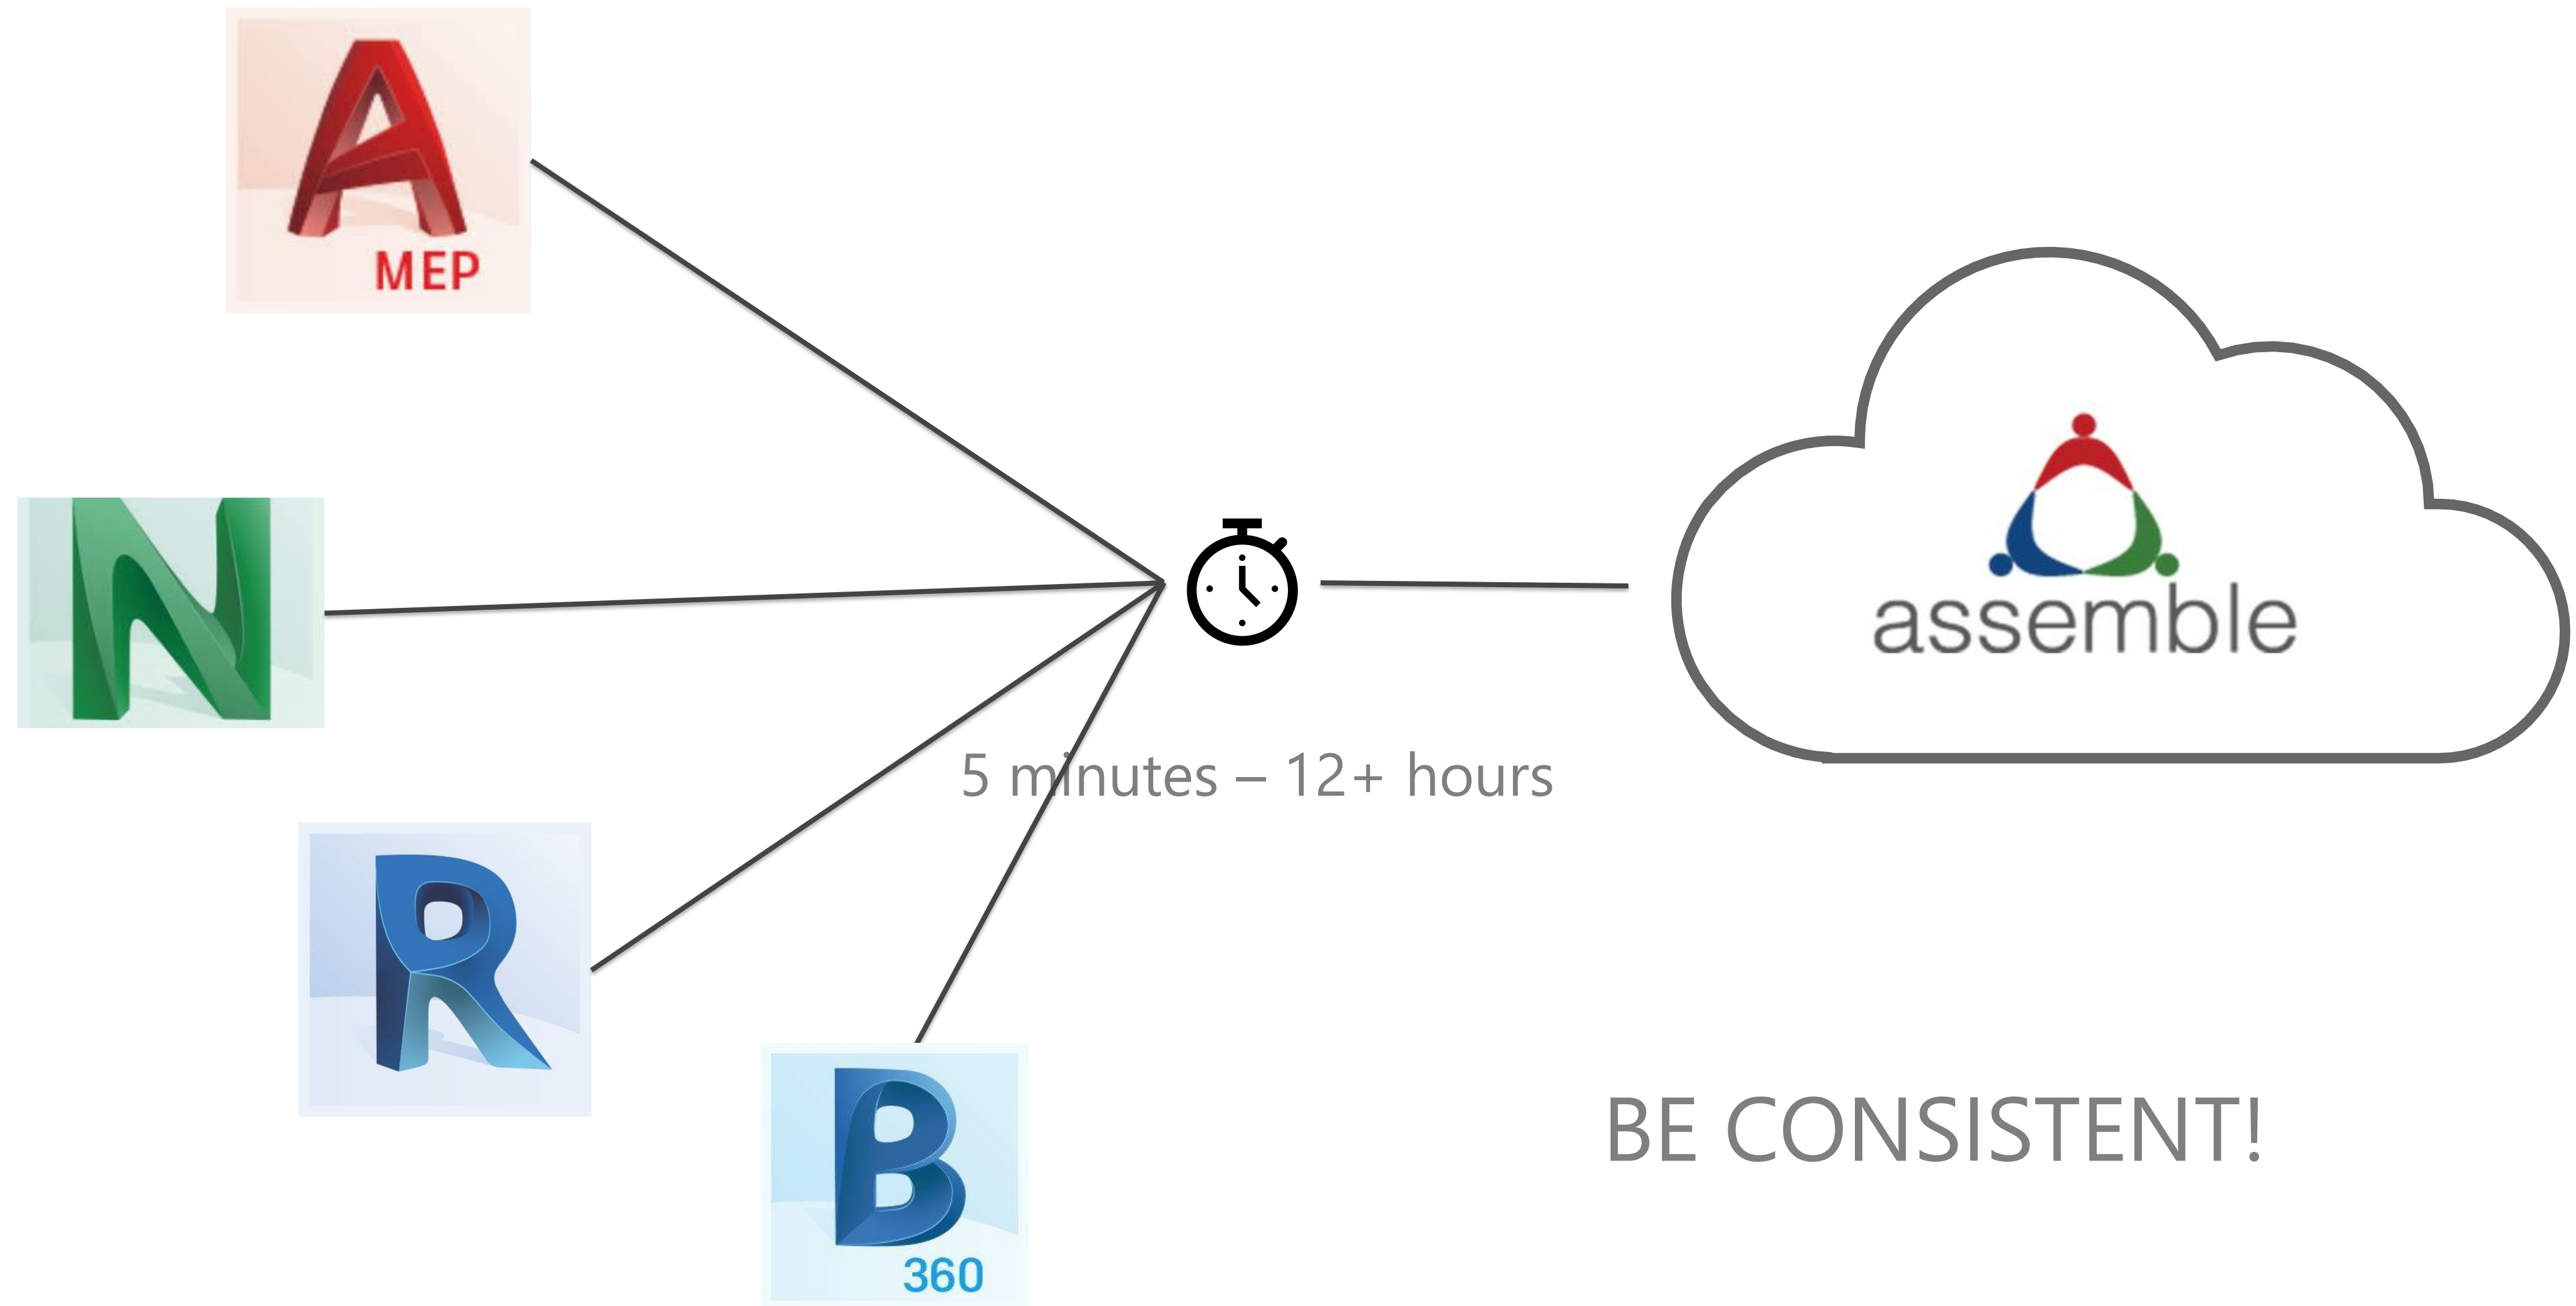 A
MEP
N
5 minutes – 12+ hours
assemble
R
B
360
BE CONSISTENT!